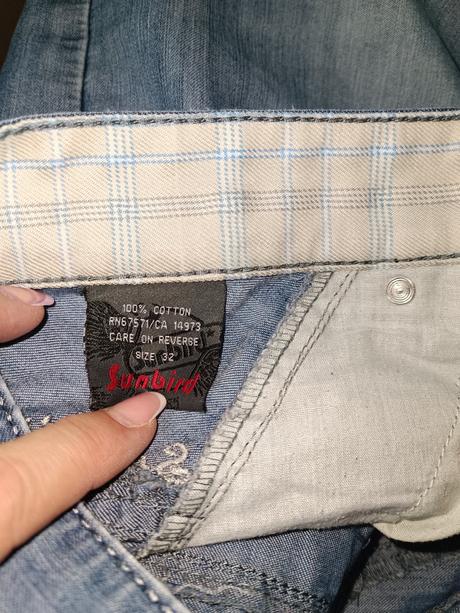 100% COTTON
RN67571/CA 14973
CARE ON REVERSE
SIZE 32
Sunbird